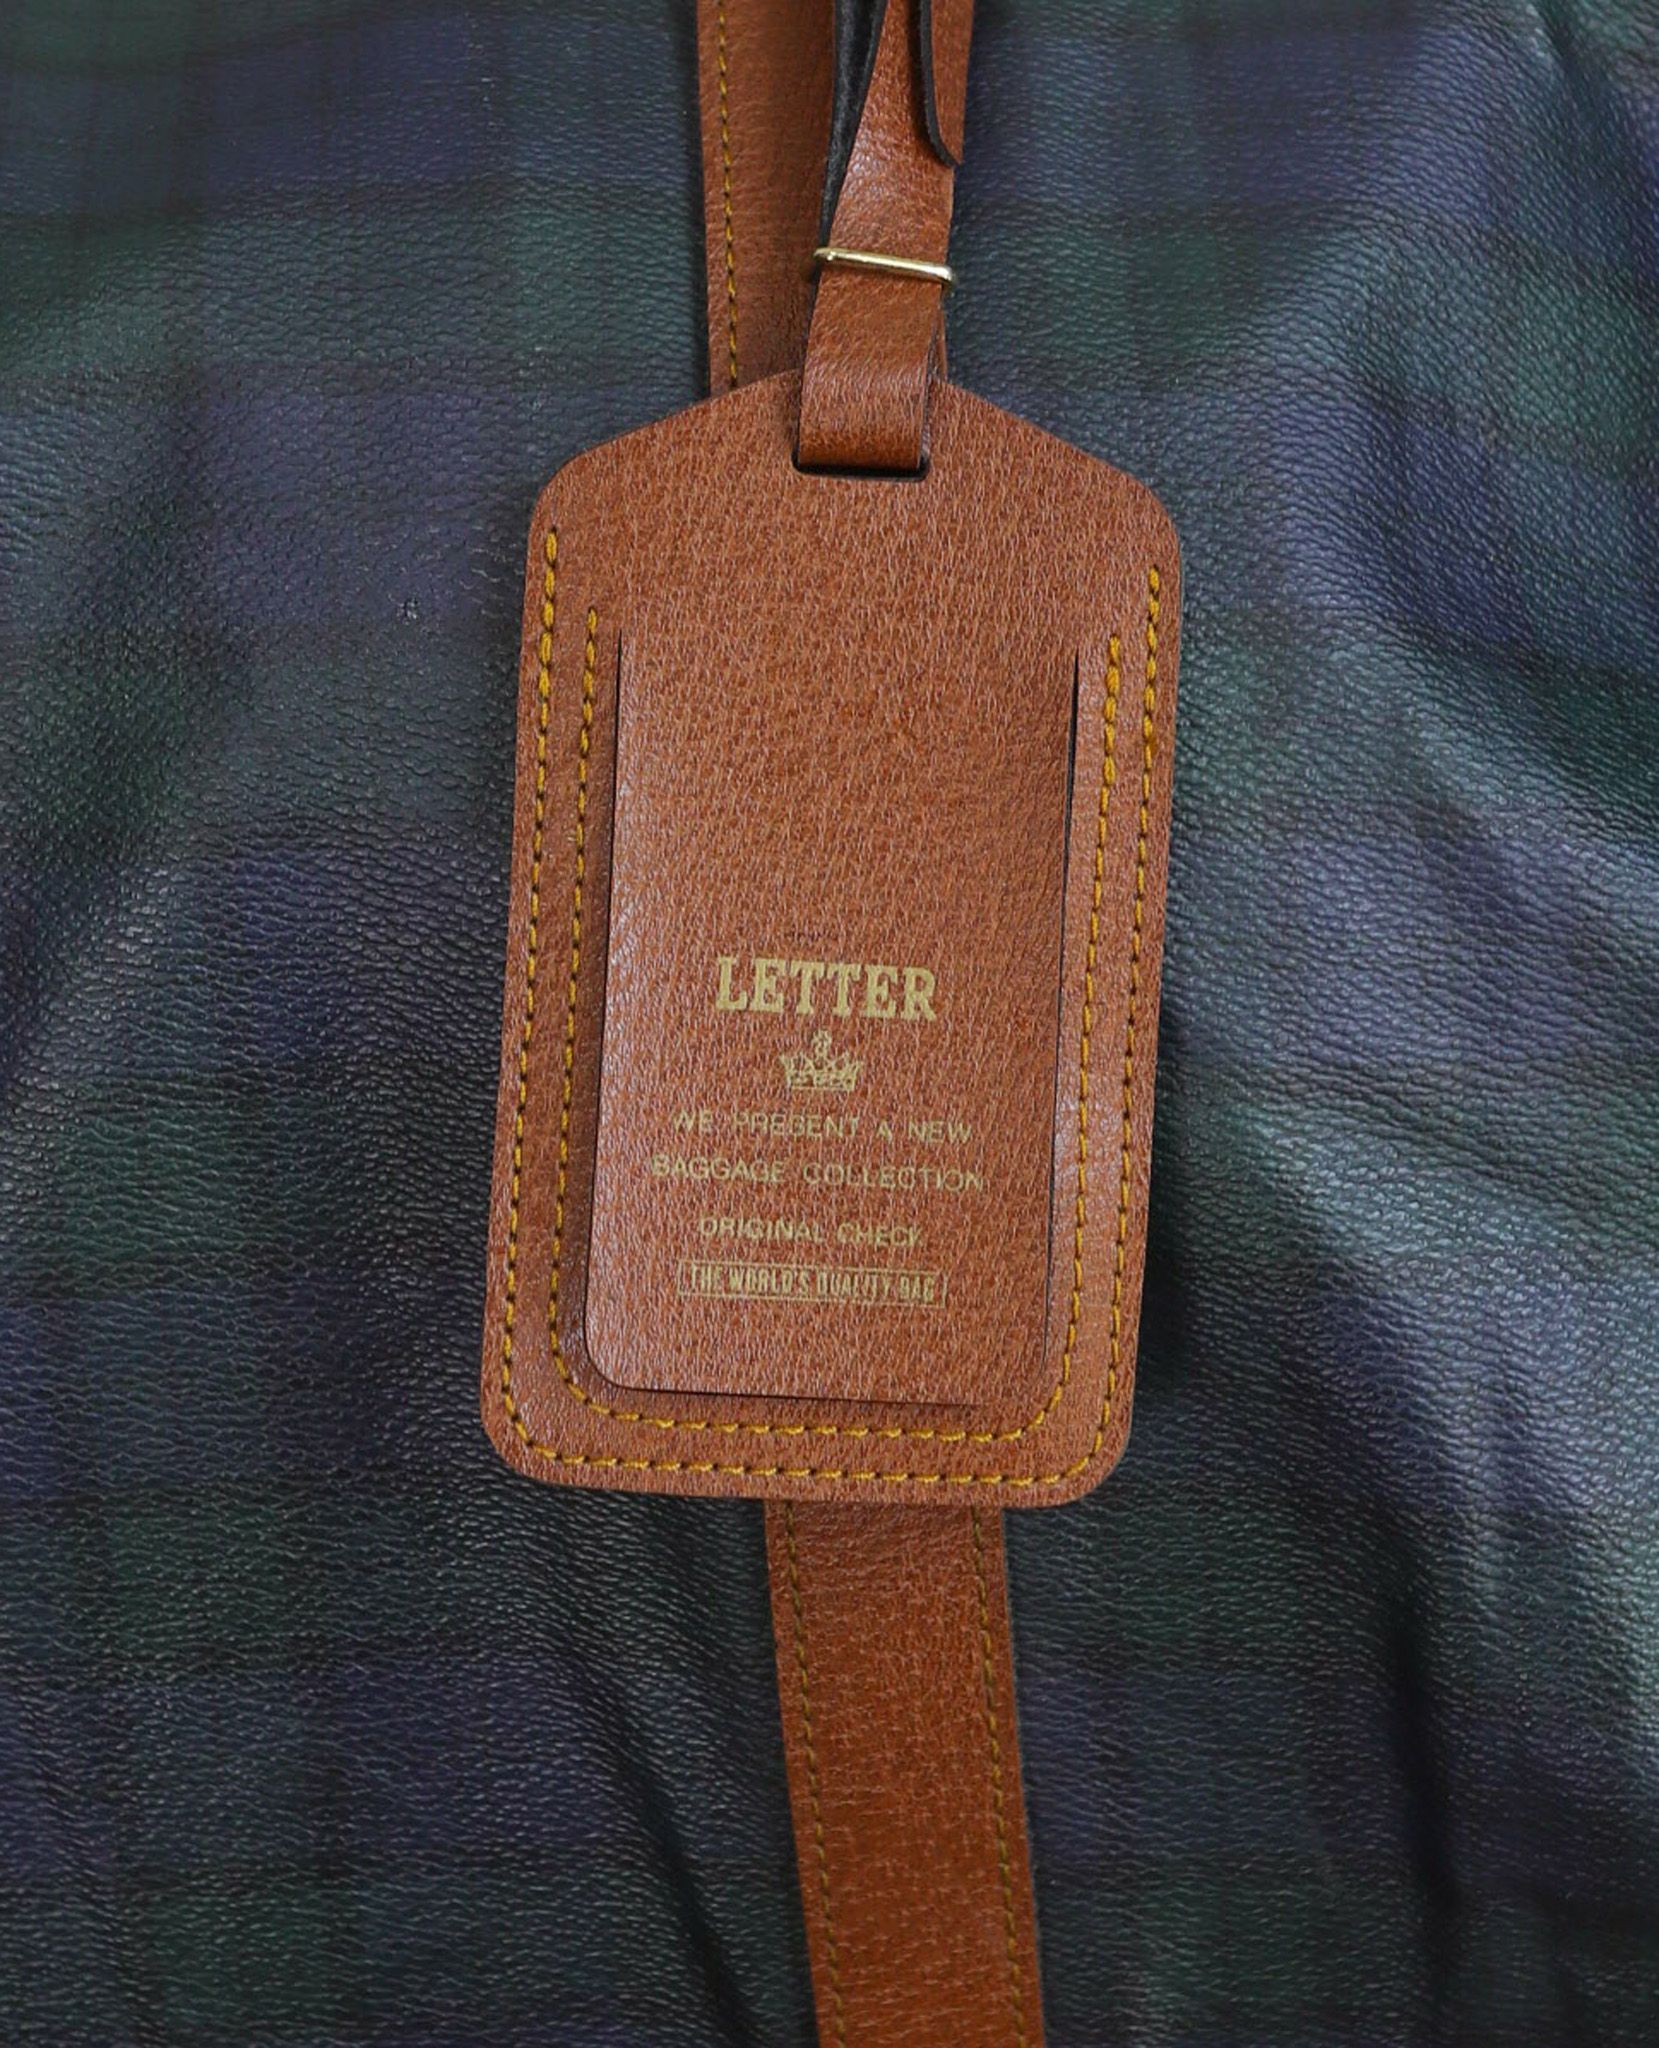 LETTER
WE PRESENT A NEW
BAGGAGE COLLECTION
ORIGINAL CHECK
THE WORLD'S QUALITY BAG